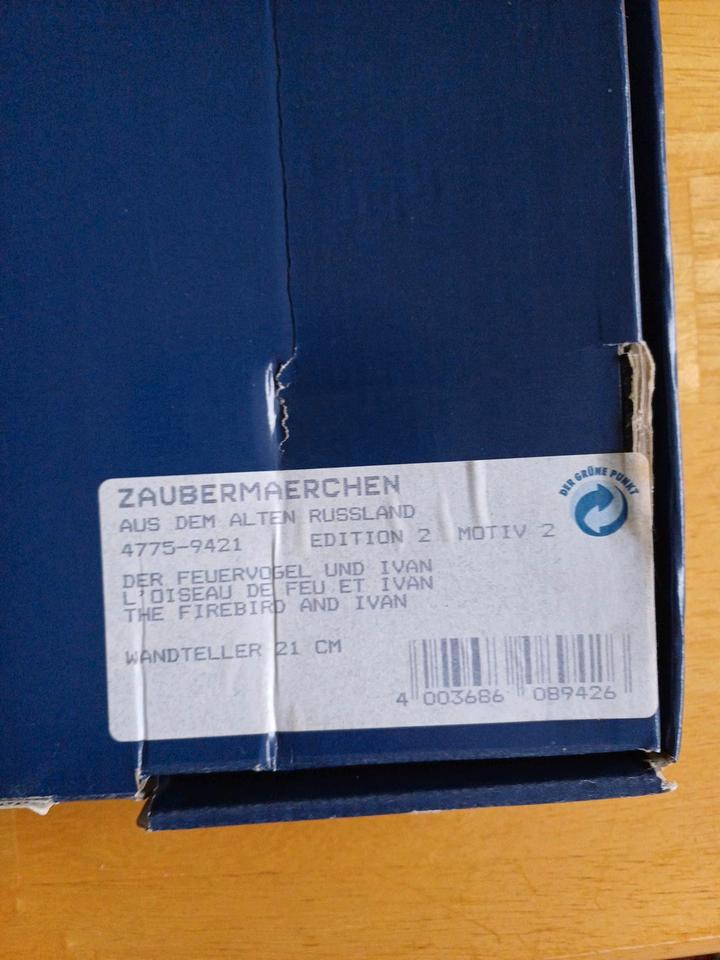 ZAUBERMAERCHEN
AUS DEM ALTEN RUSSLAND
4775-9421 EDITION 2 MOTIV 2
DER GRÜNE PUNKT
DER FEUERVOGEL UND IVAN
L'OISEAU DE FEU ET IVAN
THE FIREBIRD AND IVAN
WANDTELLER 21 CM
4 003686 089426